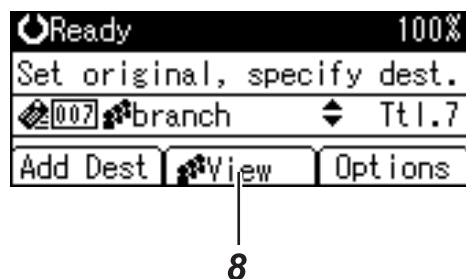 Ready 100%
Set original, specify dest.
007 branch Ttl.7
Add Dest View Options
8